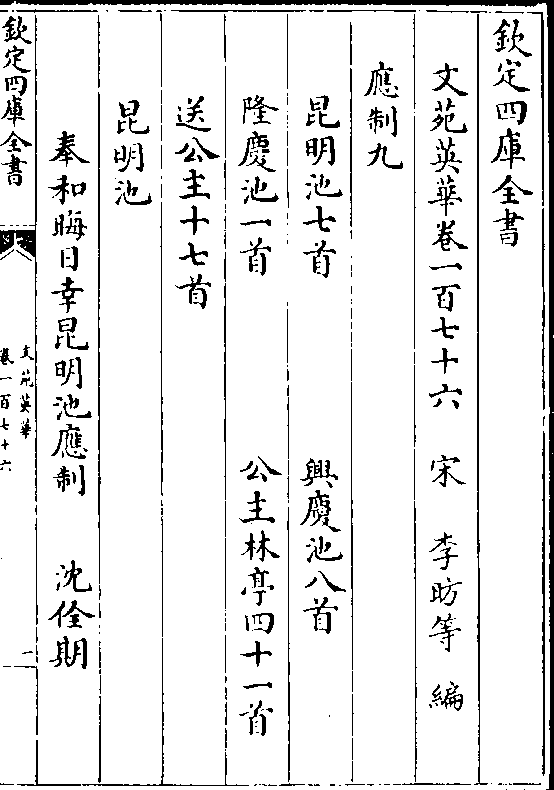 欽定四庫全書
文苑英華卷一百七十六　宋　李昉等　編
應制九
昆明池七首　興慶池八首
隆慶池一首　公主林亭四十一首
送公主十七首
昆明池
奉和晦日幸昆明池應制　沈佺期
欽定四庫全書
文苑英華
卷一百七十六
一